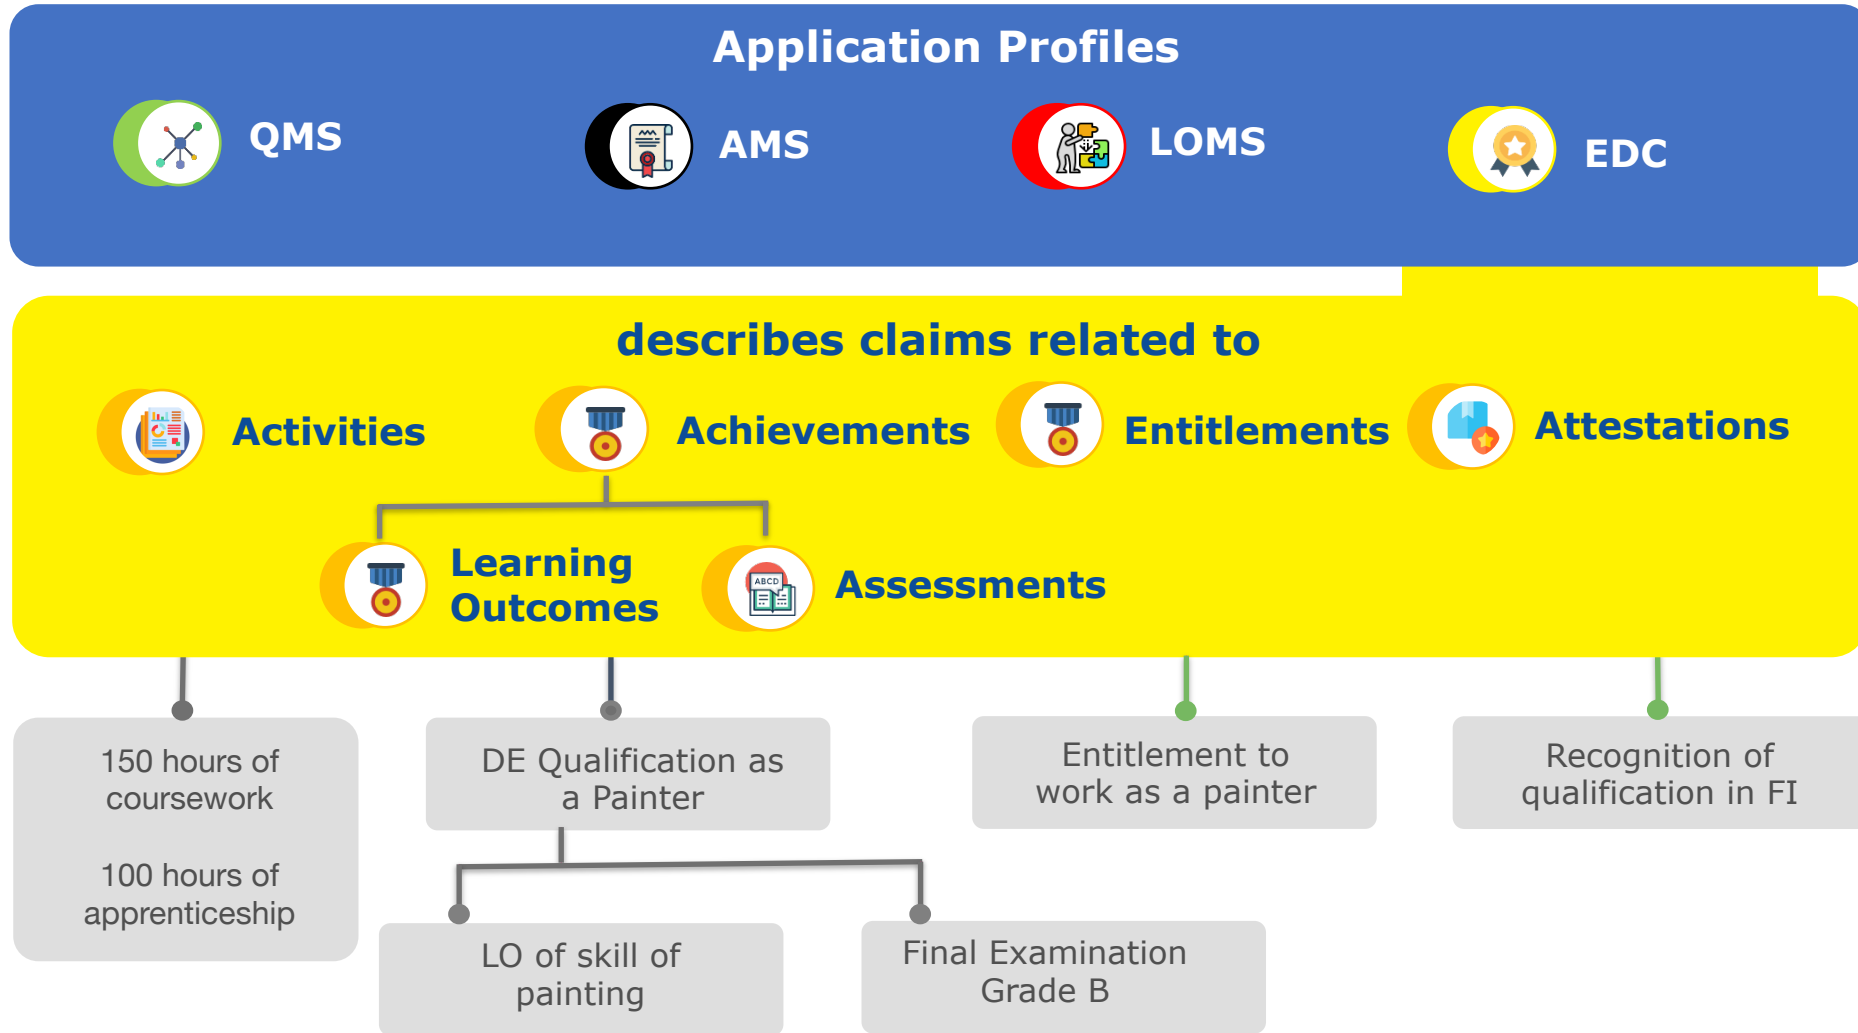 Application Profiles
QMS
AMS
LOMS
EDC
describes claims related to
Activities
Achievements
Entitlements
Attestations
Learning
Outcomes
ABCD
Assessments
150 hours of
coursework
100 hours of
apprenticeship
DE Qualification as
a Painter
Entitlement to
work as a painter
Recognition of
qualification in FI
LO of skill of
painting
Final Examination
Grade B